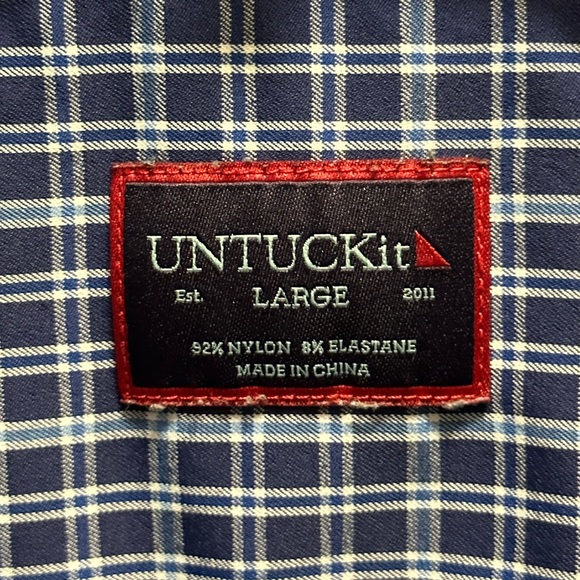 UNTUCKit
Est. LARGE 2011
92% NYLON 8% ELASTANE
MADE IN CHINA